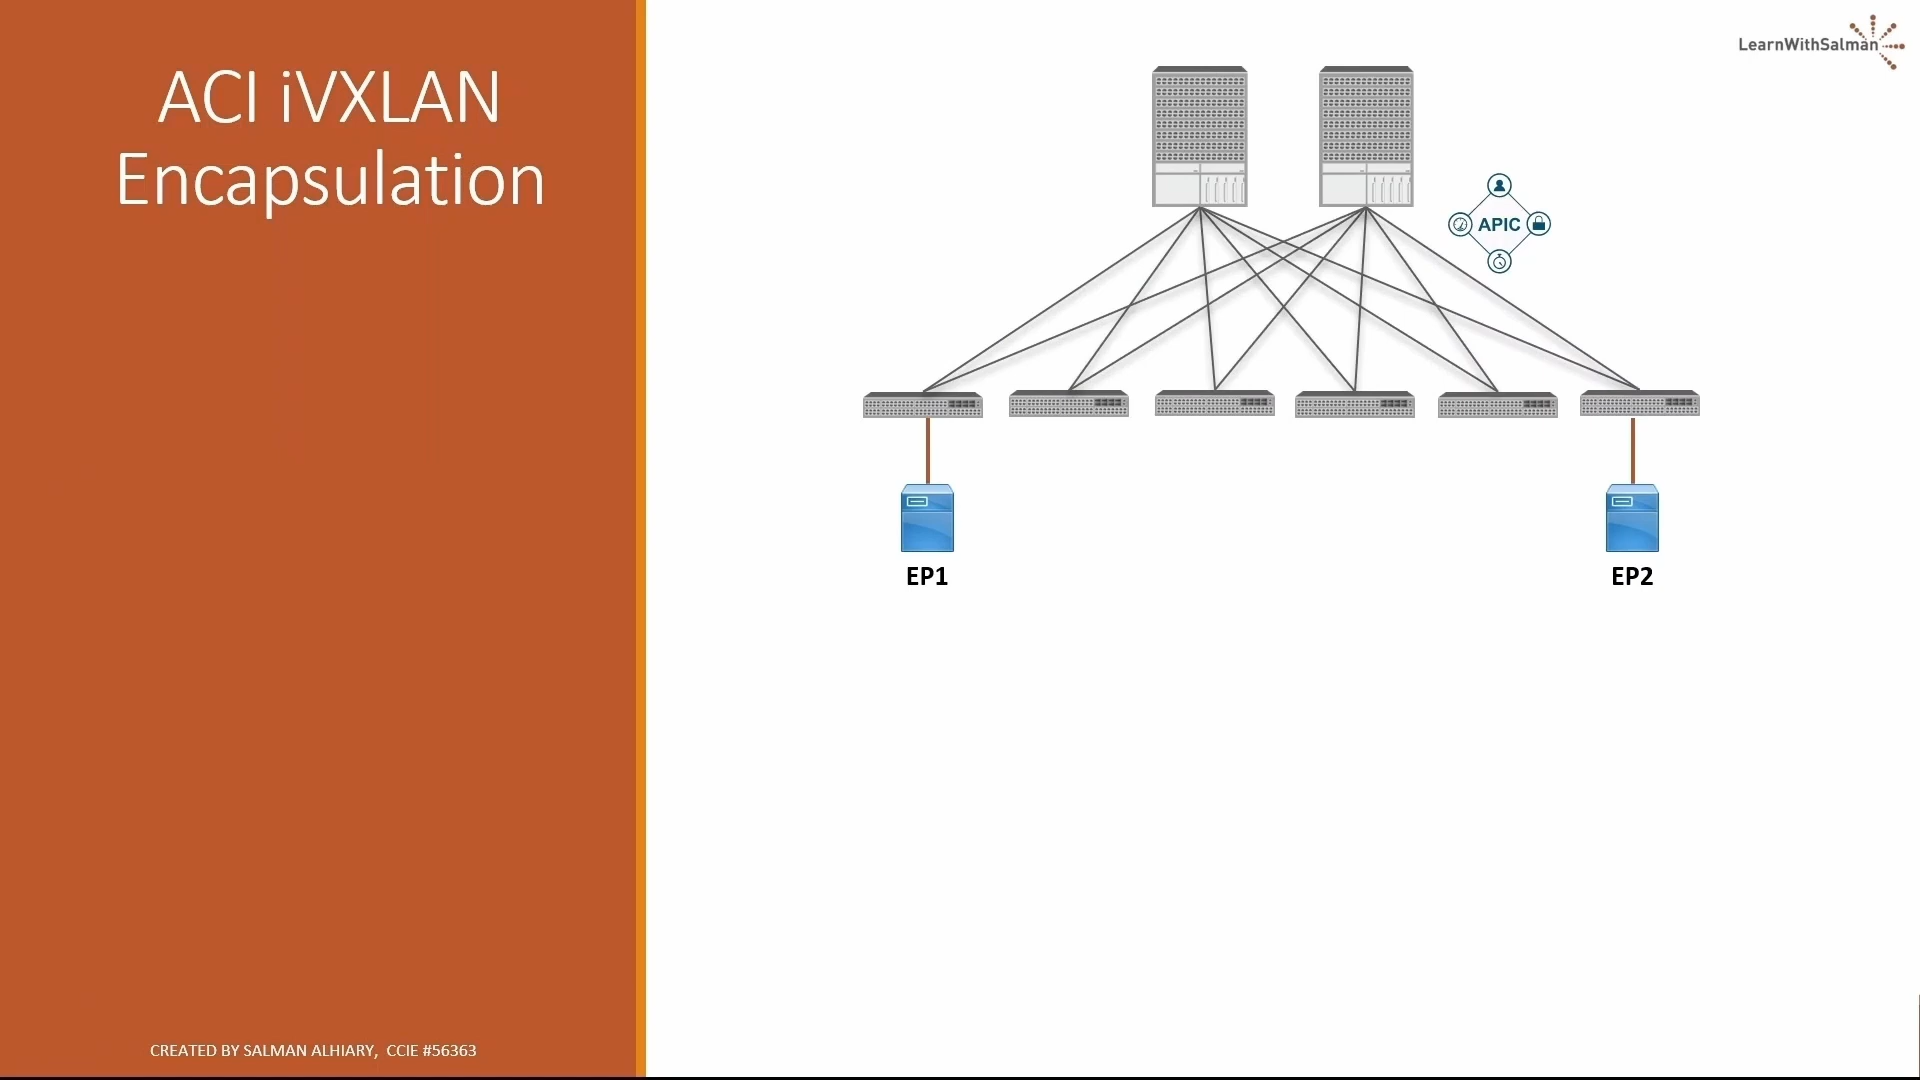 ACI iVXLAN
Encapsulation
LearnWithSalman
APIC
EP1
EP2
CREATED BY SALMAN ALHIARY, CCIE #56363